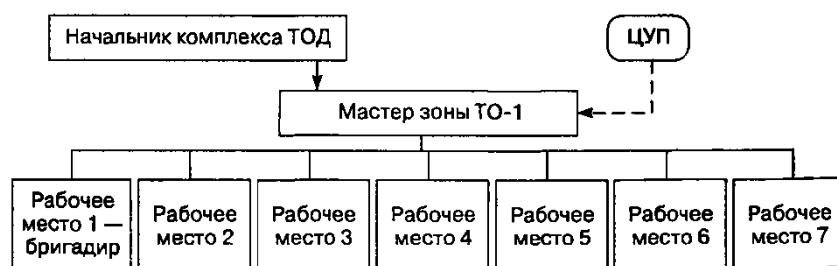 Начальник комплекса ТОД
ЦУП
Мастер зоны ТО-1
Рабочее
место 1 —
бригадир
Рабочее
место 2
Рабочее
место 3
Рабочее
место 4
Рабочее
место 5
Рабочее
место 6
Рабочее
место 7